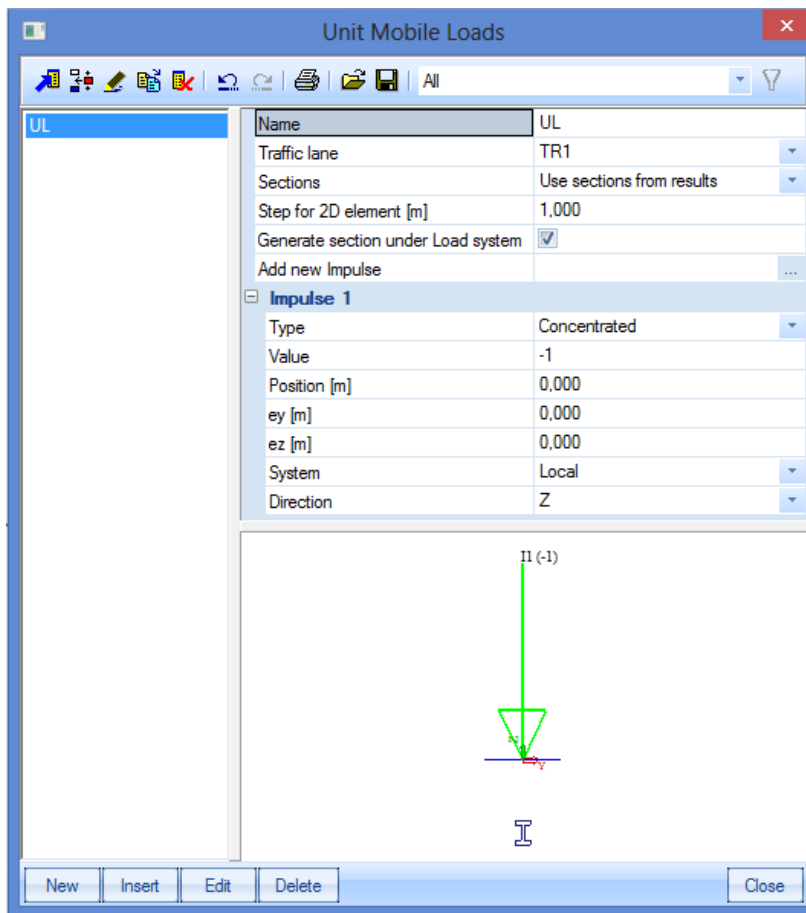 Unit Mobile Loads
All
UL
Name UL
Traffic lane TR1
Sections Use sections from results
Step for 2D element [m] 1,000
Generate section under Load system
Add new Impulse ...
Impulse 1
Type Concentrated
Value -1
Position [m] 0,000
ey [m] 0,000
ez [m] 0,000
System Local
Direction Z
I1 (-1)
Z
Y
New Insert Edit Delete Close